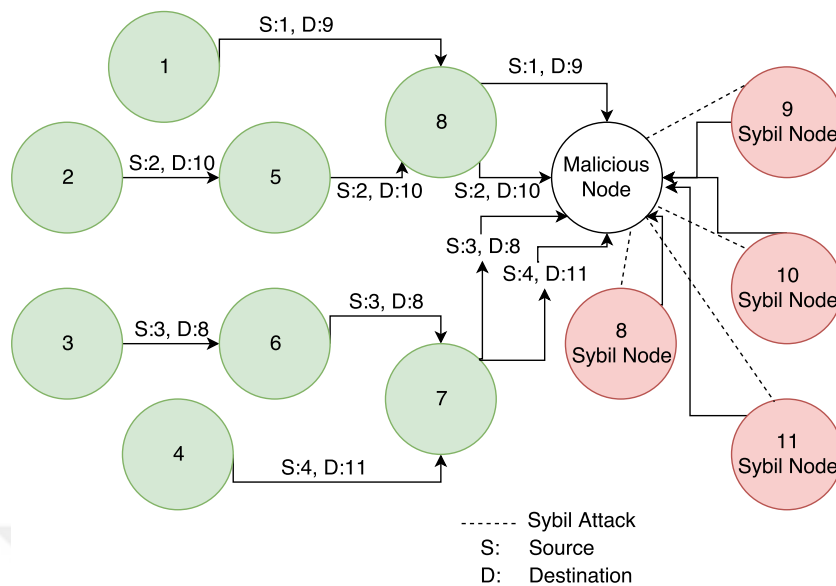 1
S:1, D:9
S:1, D:9
9
Sybil Node
8
2
S:2, D:10
5
S:2, D:10
S:2, D:10
Malicious
Node
S:3, D:8
S:4, D:11
10
Sybil Node
3
S:3, D:8
6
S:3, D:8
8
Sybil Node
7
4
S:4, D:11
11
Sybil Node
Sybil Attack
S: Source
D: Destination